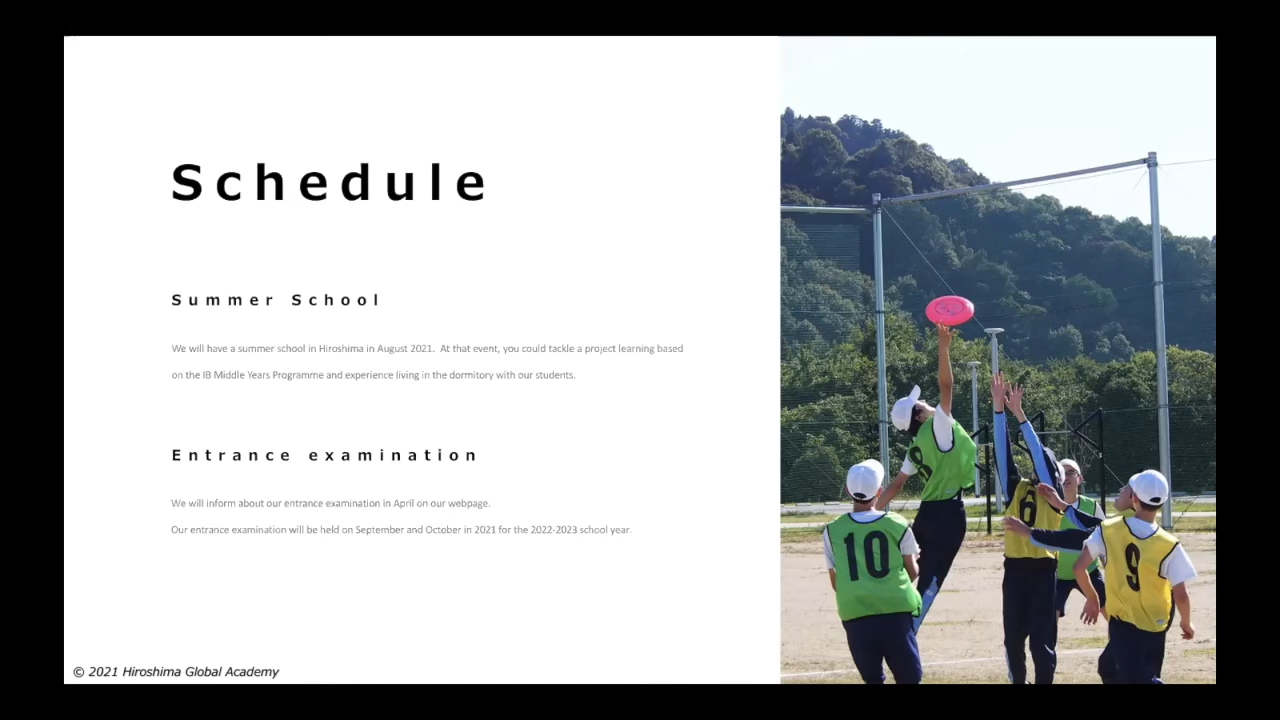 Schedule
Summer School
We will have a summer school in Hiroshima in August 2021.  At that event, you could tackle a project learning based
on the IB Middle Years Programme and experience living in the dormitory with our students.
Entrance examination
We will inform about our entrance examination in April on our webpage.
Our entrance examination will be held on September and October in 2021 for the 2022-2023 school year.
8
10
6
9
© 2021 Hiroshima Global Academy